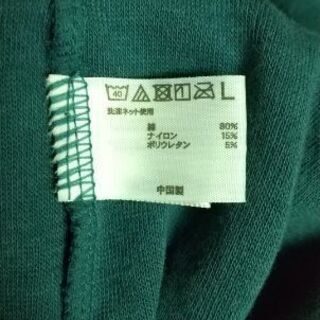 40 L
洗濯ネット使用
綿 80%
ナイロン 15%
ポリウレタン 5%
中国製